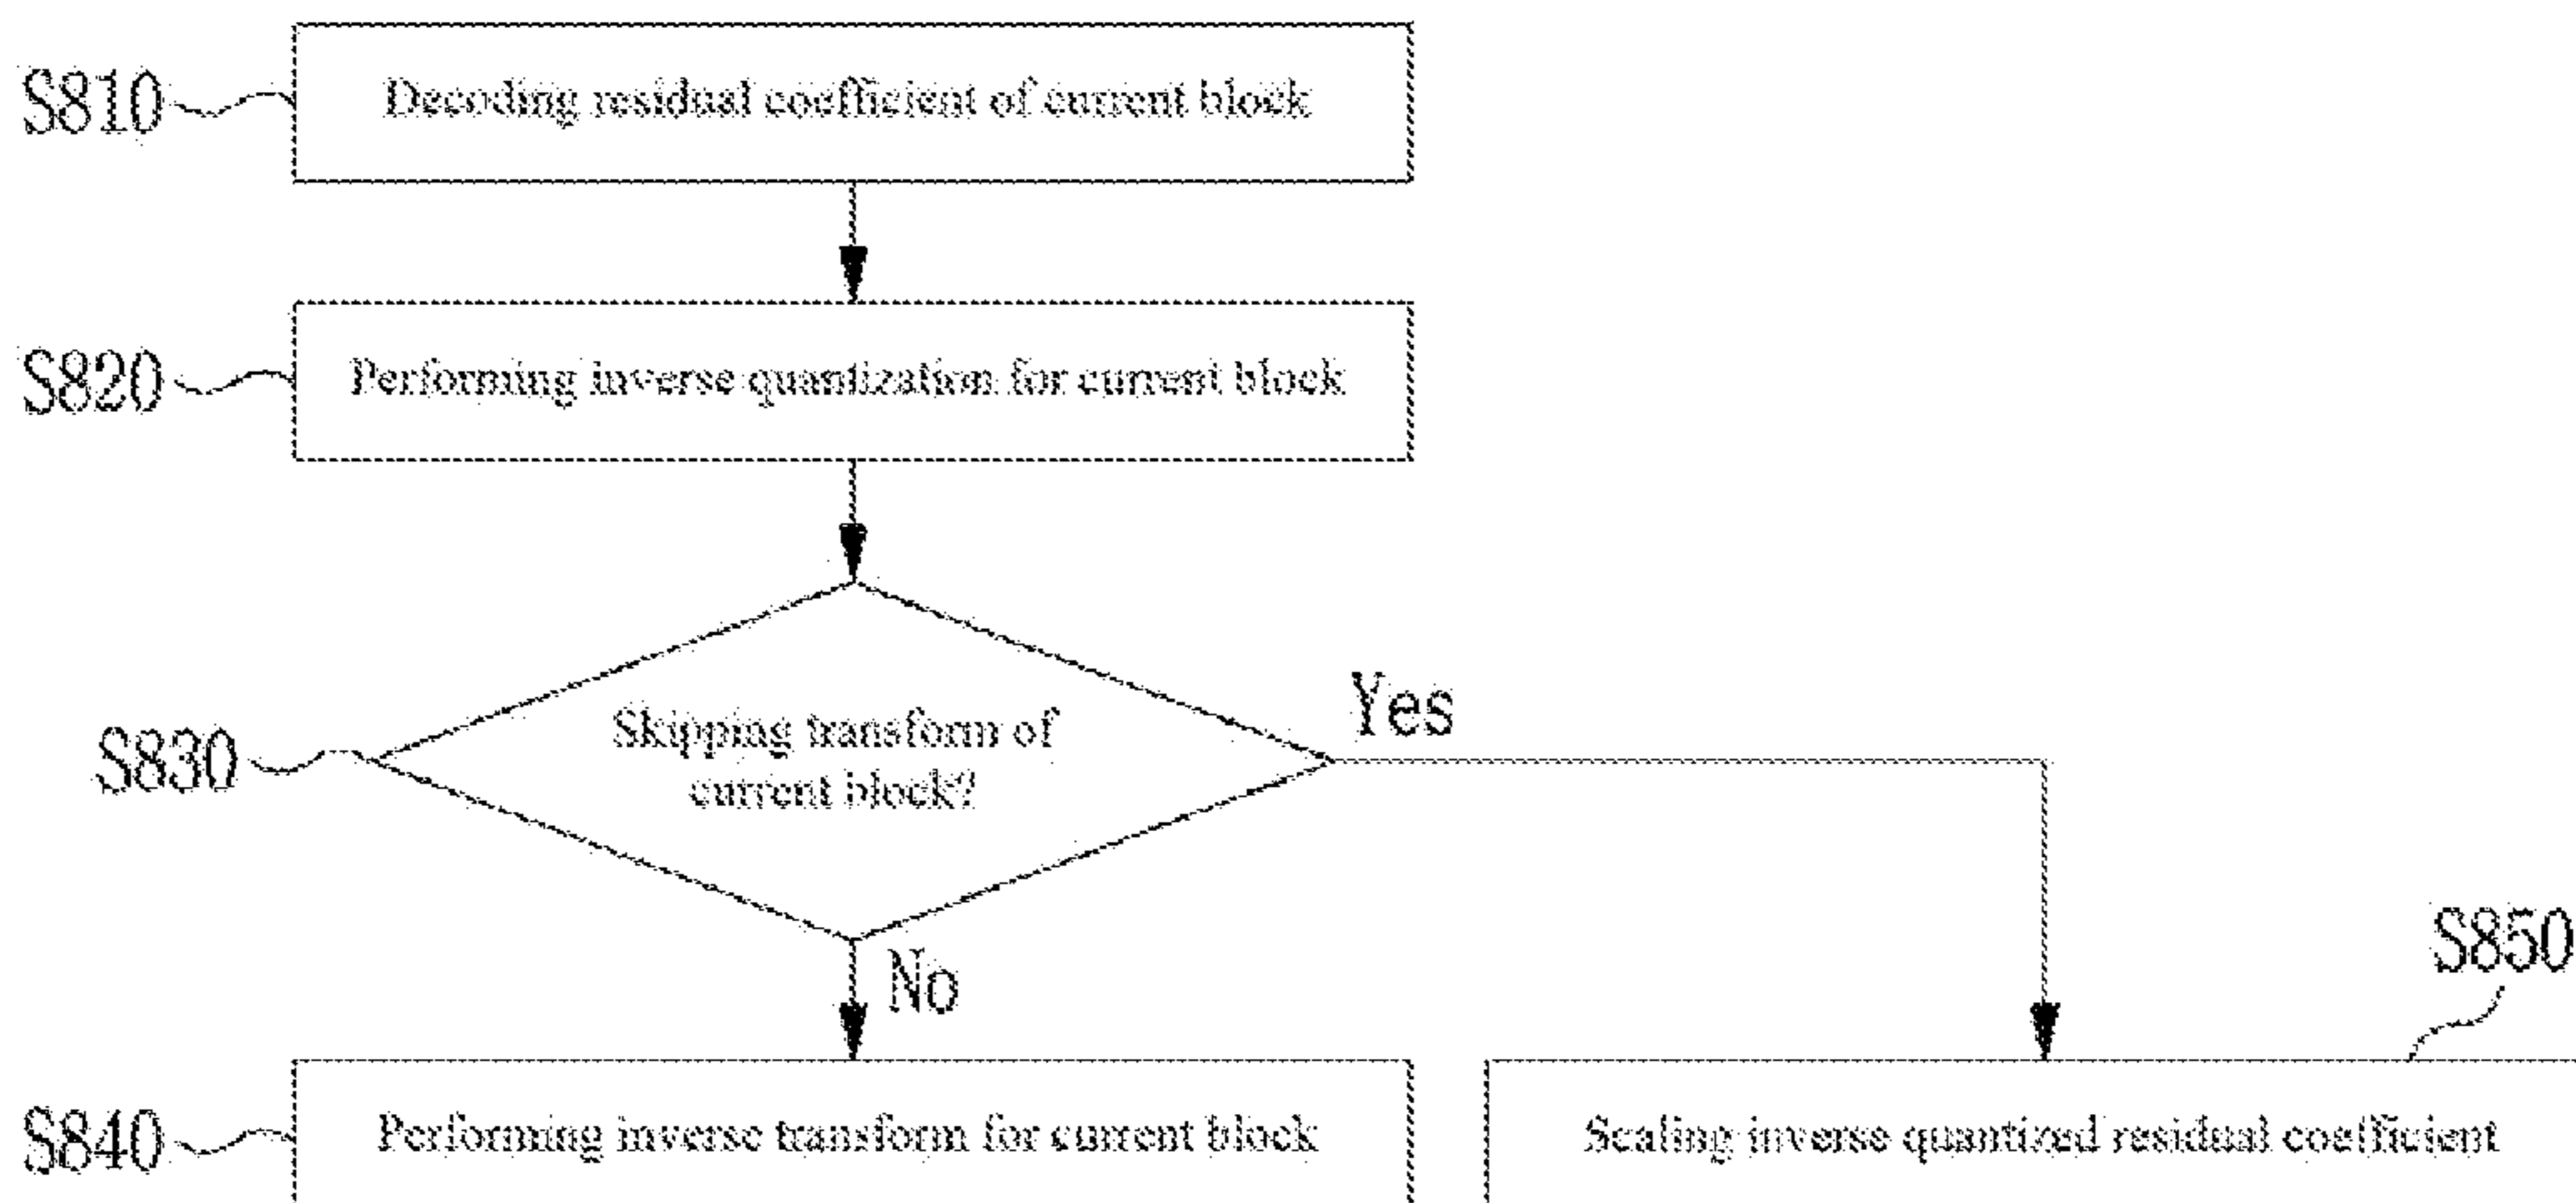 S810
Decoding residual coefficient of current block
S820
Performing inverse quantization for current block
S830
Skipping transform of
current block?
Yes
No
S850
S840
Performing inverse transform for current block
Scaling inverse quantized residual coefficient